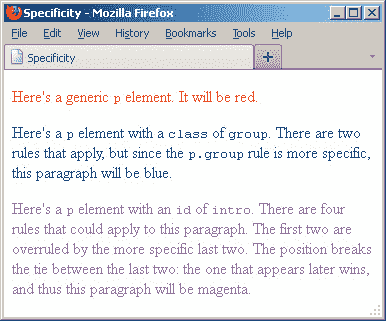 Specificity - Mozilla Firefox
File Edit View History Bookmarks Tools Help
Specificity
Here's a generic p element. It will be red.
Here's a p element with a class of group. There are two
rules that apply, but since the p.group rule is more specific,
this paragraph will be blue.
Here's a p element with an id of intro. There are four
rules that could apply to this paragraph. The first two are
overruled by the more specific last two. The position breaks
the tie between the last two: the one that appears later wins,
and thus this paragraph will be magenta.